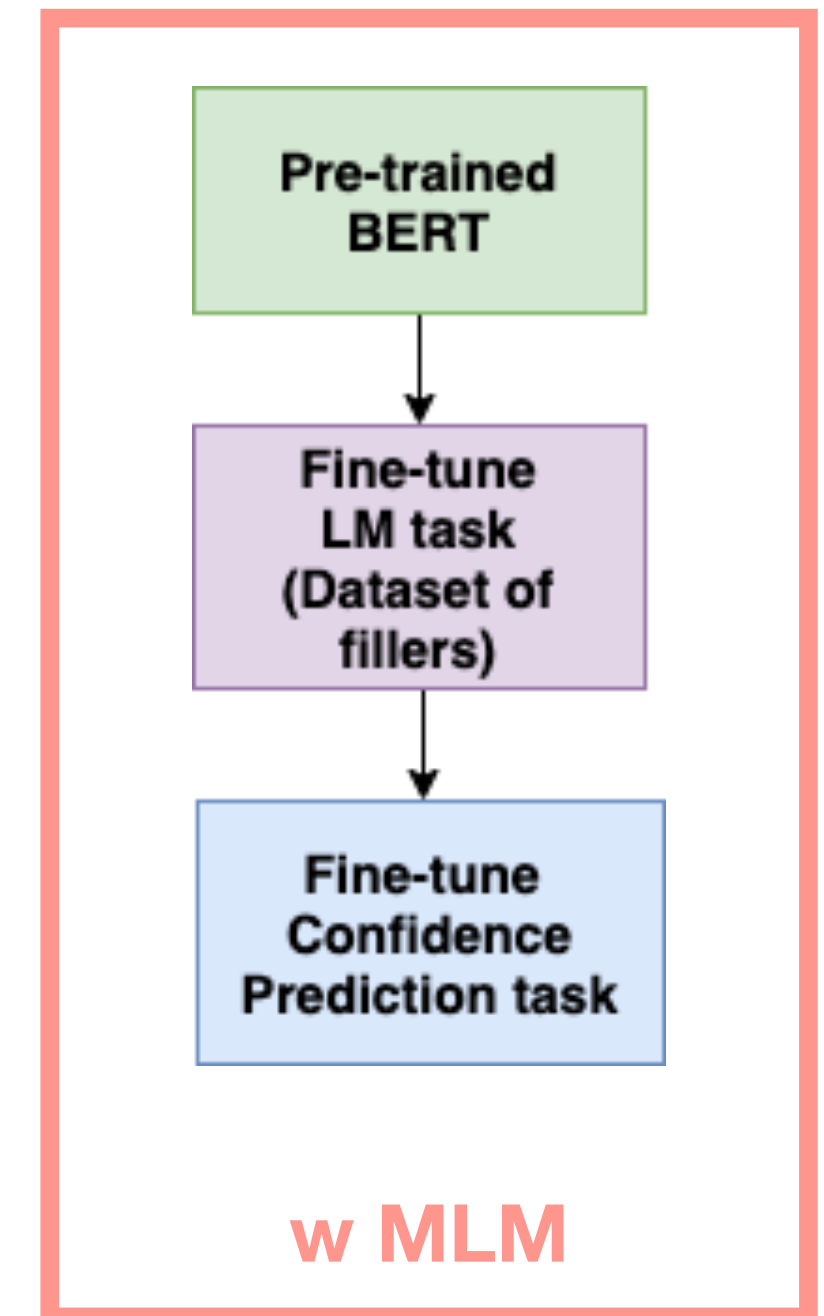 Pre-trained
BERT
Fine-tune
LM task
(Dataset of
fillers)
Fine-tune
Confidence
Prediction task
w MLM